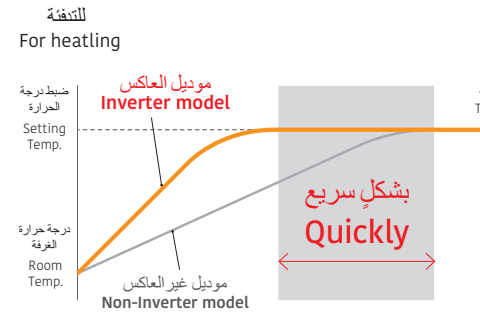 للتدفئة
For heatling
ضبط درجة
الحرارة
Setting
Temp.
موديل العاكس
Inverter model
بشكلٍ سريع
Quickly
درجة حرارة
الغرفة
Room
Temp.
موديل غير العاكس
Non-Inverter model